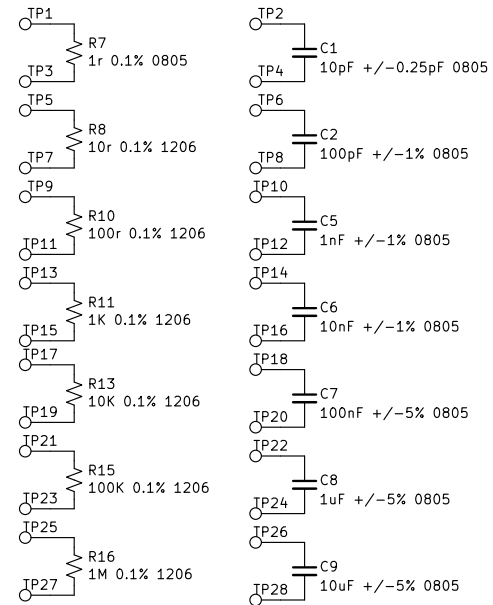 TP1
R7
1r 0.1% 0805
TP3
TP2
C1
10pF +/-0.25pF 0805
TP4
TP5
R8
10r 0.1% 1206
TP7
TP6
C2
100pF +/-1% 0805
TP8
TP9
R10
100r 0.1% 1206
TP11
TP10
C5
1nF +/-1% 0805
TP12
TP13
R11
1K 0.1% 1206
TP15
TP14
C6
10nF +/-1% 0805
TP16
TP17
R13
10K 0.1% 1206
TP19
TP18
C7
100nF +/-5% 0805
TP20
TP21
R15
100K 0.1% 1206
TP23
TP22
C8
1uF +/-5% 0805
TP24
TP25
R16
1M 0.1% 1206
TP27
TP26
C9
10uF +/-5% 0805
TP28